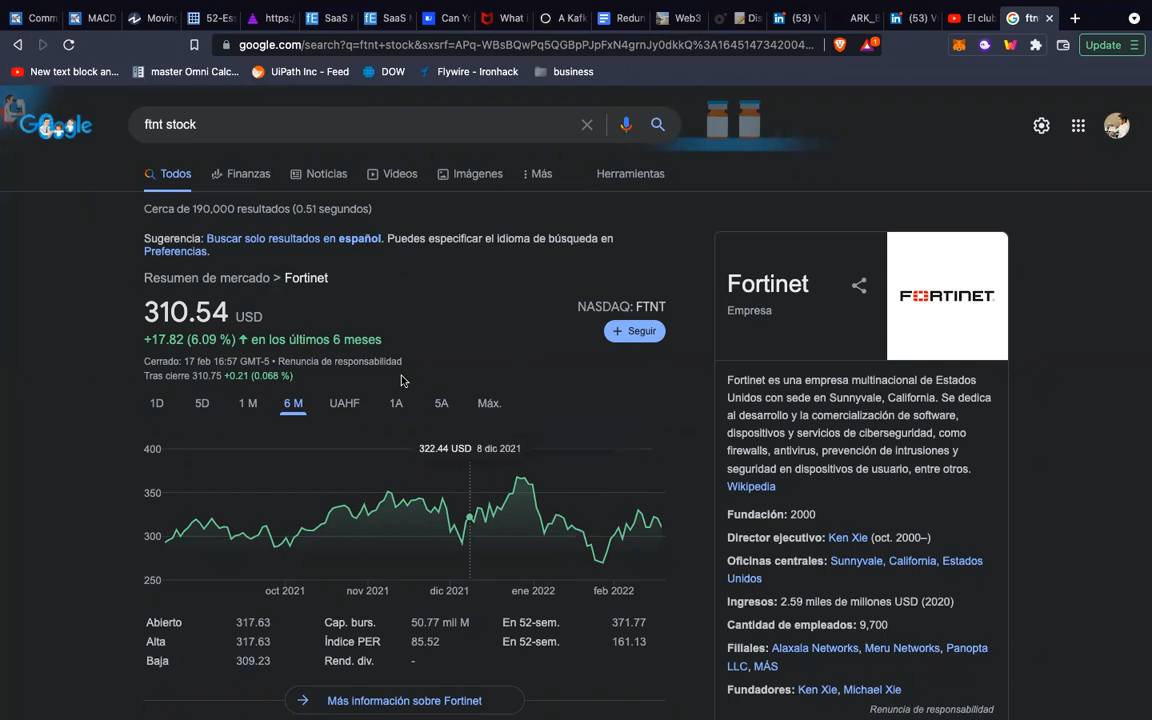 Comm
MACD
Movin
52-Ess
https:/
SaaS M
SaaS M
Can Yo
What i
A Kafk
Redun
Web3
Dis
(53) V
ARK_B
(53) V
El club
ftn
google.com/search?q=ftnt+stock&sxsrf=APq-WBsBQwPq5QGBpPJpFxN4grnJy0dkkQ%3A1645147342004...
1
Update
New text block an...
master Omni Calc...
UiPath Inc - Feed
DOW
Flywire - Ironhack
business
Google
ftnt stock
Todos
Finanzas
Noticias
Videos
Imágenes
Más
Herramientas
Cerca de 190,000 resultados (0.51 segundos)
Sugerencia: Buscar solo resultados en español. Puedes especificar el idioma de búsqueda en
Preferencias.
Resumen de mercado > Fortinet
310.54 USD
NASDAQ: FTNT
+ Seguir
+17.82 (6.09 %) ↑ en los últimos 6 meses
Cerrado: 17 feb 16:57 GMT-5 • Renuncia de responsabilidad
Tras cierre 310.75 +0.21 (0.068 %)
1D 5D 1 M 6 M UAHF 1A 5A Máx.
322.44 USD 8 dic 2021
400
350
300
250
oct 2021 nov 2021 dic 2021 ene 2022 feb 2022
Abierto 317.63 Cap. burs. 50.77 mil M En 52-sem. 371.77
Alta 317.63 Índice PER 85.52 En 52-sem. 161.13
Baja 309.23 Rend. div. -
Más información sobre Fortinet
Fortinet
Empresa
FORTINET
Fortinet es una empresa multinacional de Estados
Unidos con sede en Sunnyvale, California. Se dedica
al desarrollo y la comercialización de software,
dispositivos y servicios de ciberseguridad, como
firewalls, antivirus, prevención de intrusiones y
seguridad en dispositivos de usuario, entre otros.
Wikipedia
Fundación: 2000
Director ejecutivo: Ken Xie (oct. 2000–)
Oficinas centrales: Sunnyvale, California, Estados
Unidos
Ingresos: 2.59 miles de millones USD (2020)
Cantidad de empleados: 9,700
Filiales: Alaxala Networks, Meru Networks, Panopta
LLC, MÁS
Fundadores: Ken Xie, Michael Xie
Renuncia de responsabilidad